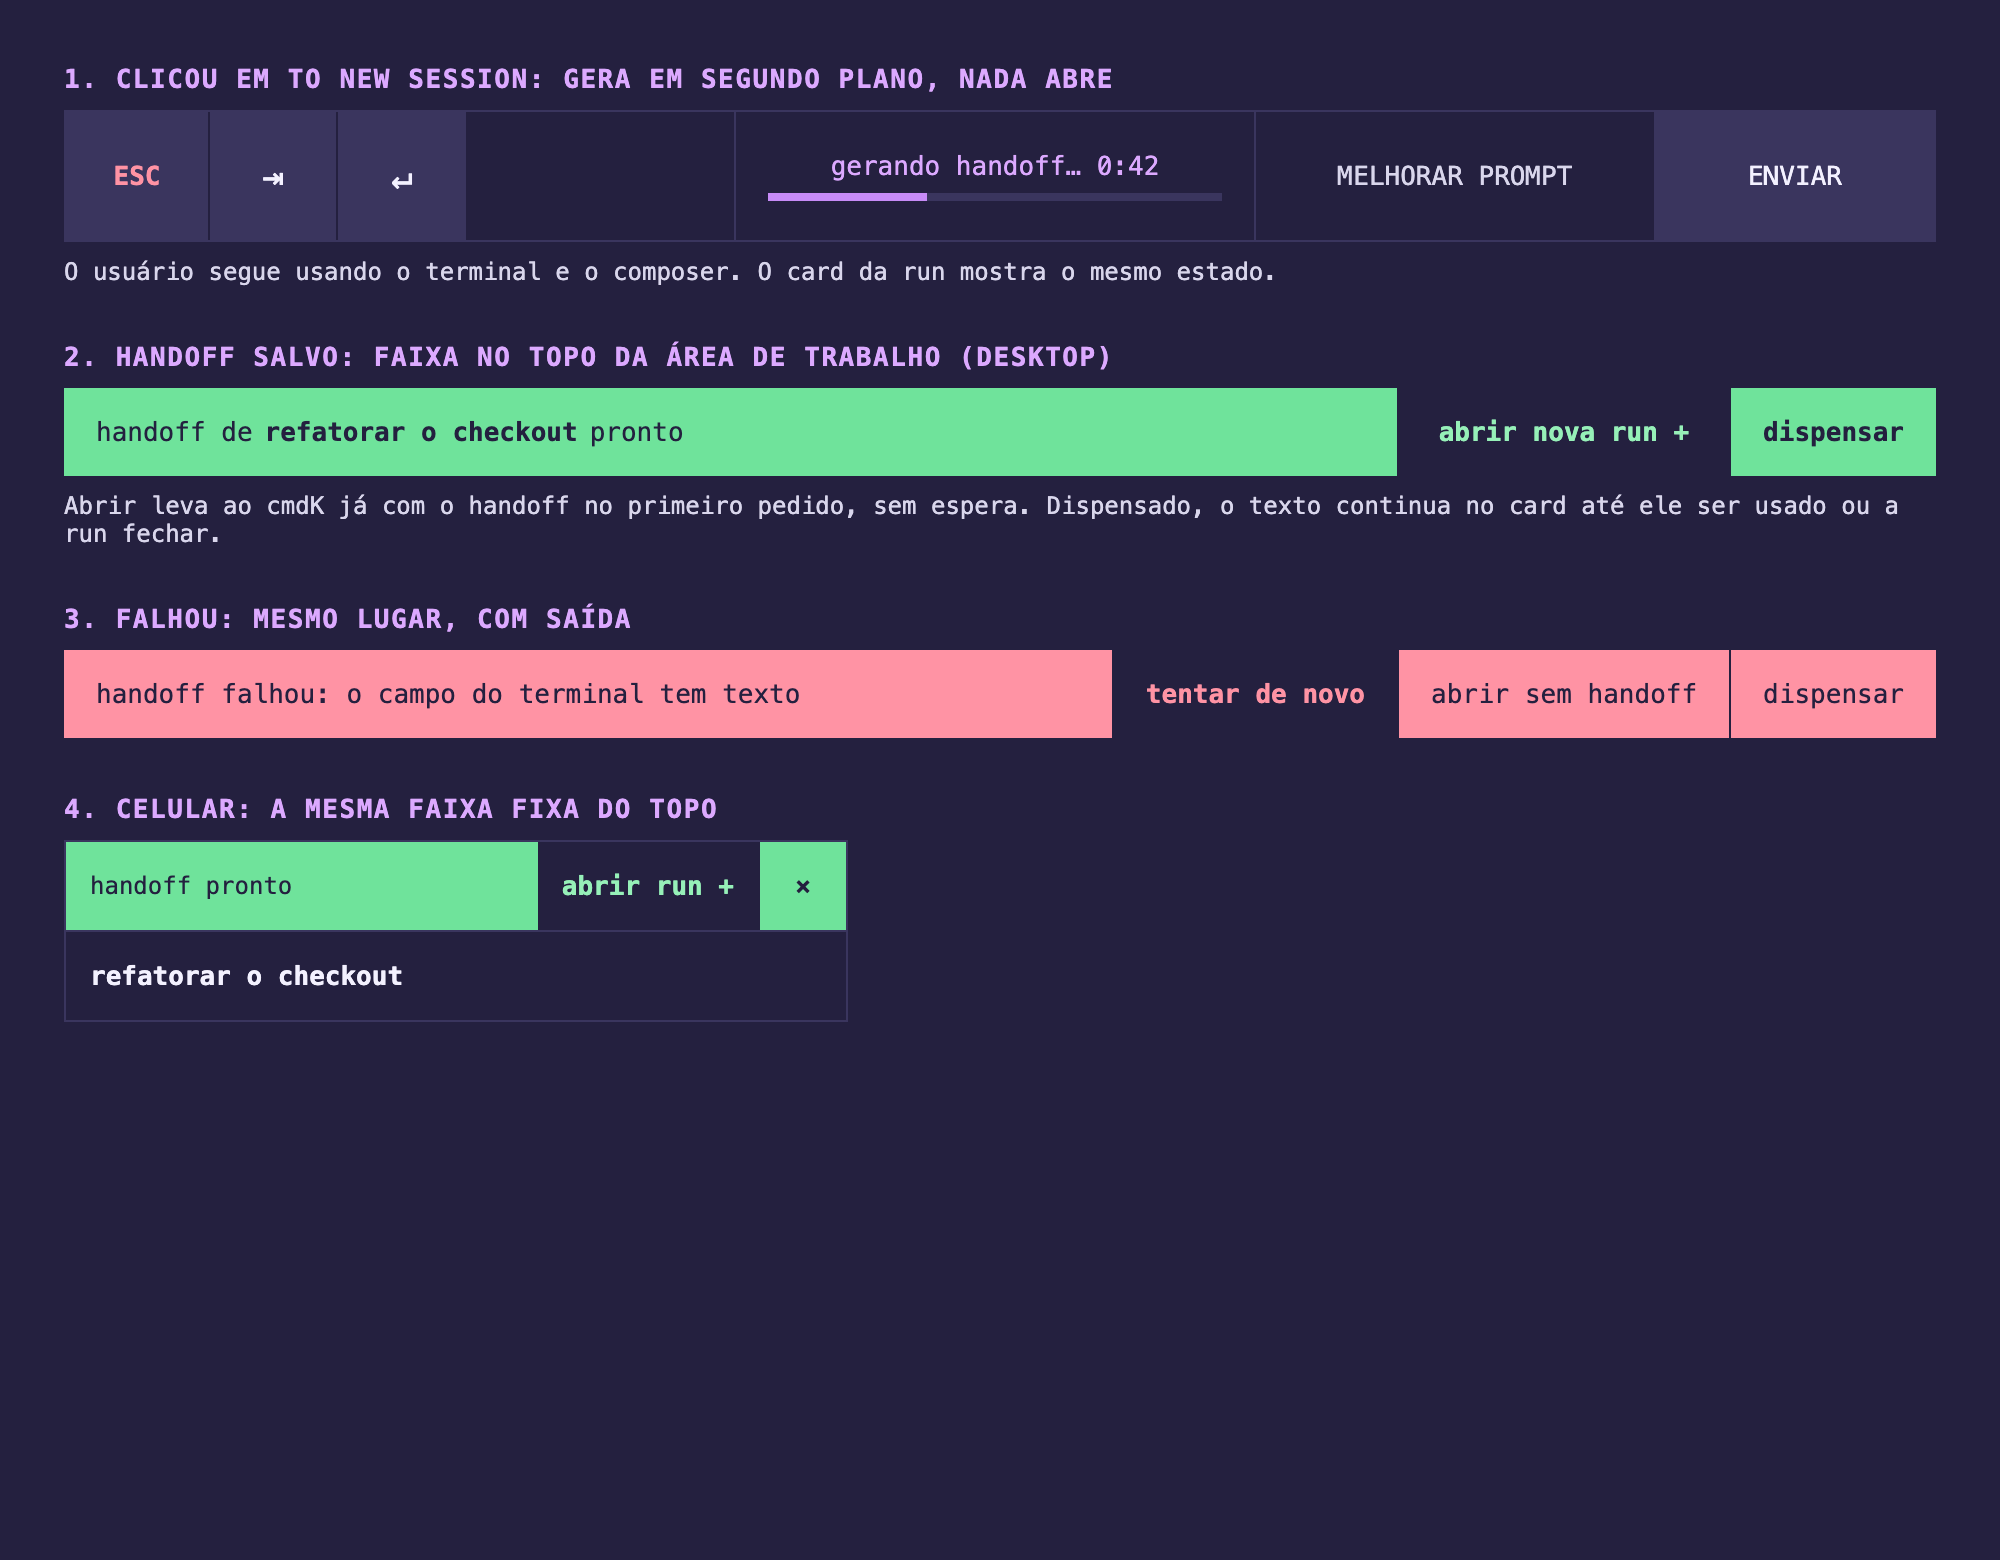 1. CLICOU EM TO NEW SESSION: GERA EM SEGUNDO PLANO, NADA ABRE
ESC ⇥ ↵ gerando handoff… 0:42 MELHORAR PROMPT ENVIAR
O usuário segue usando o terminal e o composer. O card da run mostra o mesmo estado.
2. HANDOFF SALVO: FAIXA NO TOPO DA ÁREA DE TRABALHO (DESKTOP)
handoff de refatorar o checkout pronto abrir nova run + dispensar
Abrir leva ao cmdK já com o handoff no primeiro pedido, sem espera. Dispensado, o texto continua no card até ele ser usado ou a
run fechar.
3. FALHOU: MESMO LUGAR, COM SAÍDA
handoff falhou: o campo do terminal tem texto tentar de novo abrir sem handoff dispensar
4. CELULAR: A MESMA FAIXA FIXA DO TOPO
handoff pronto abrir run + ×
refatorar o checkout